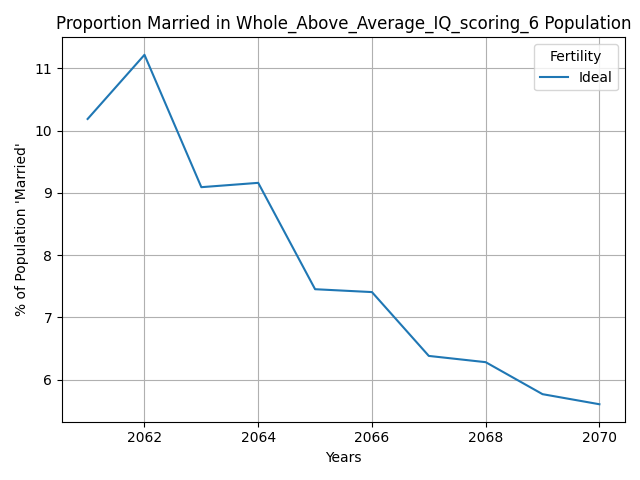 Proportion Married in Whole_Above_Average_IQ_scoring_6 Population
Fertility
Ideal
% of Population 'Married'
11
10
9
8
7
6
2062 2064 2066 2068 2070
Years